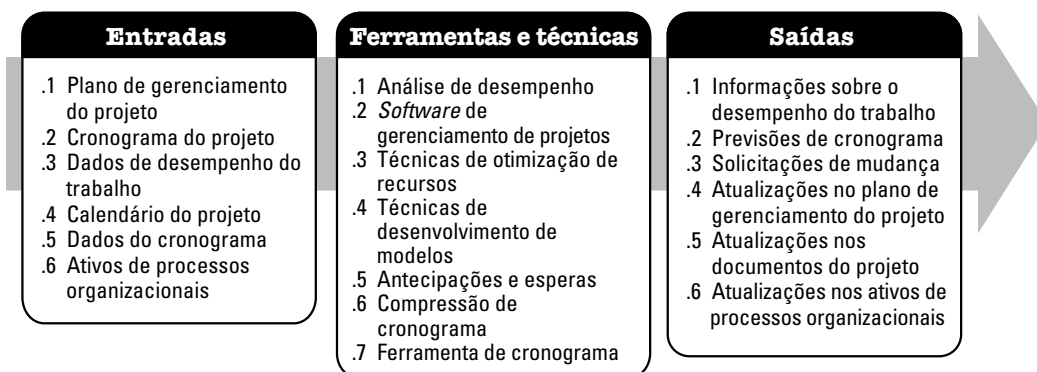 Entradas
.1 Plano de gerenciamento
do projeto
.2 Cronograma do projeto
.3 Dados de desempenho do
trabalho
.4 Calendário do projeto
.5 Dados do cronograma
.6 Ativos de processos
organizacionais
Ferramentas e técnicas
.1 Análise de desempenho
.2 Software de
gerenciamento de projetos
.3 Técnicas de otimização de
recursos
.4 Técnicas de
desenvolvimento de
modelos
.5 Antecipações e esperas
.6 Compressão de
cronograma
.7 Ferramenta de cronograma
Saídas
.1 Informações sobre o
desempenho do trabalho
.2 Previsões de cronograma
.3 Solicitações de mudança
.4 Atualizações no plano de
gerenciamento do projeto
.5 Atualizações nos
documentos do projeto
.6 Atualizações nos ativos de
processos organizacionais